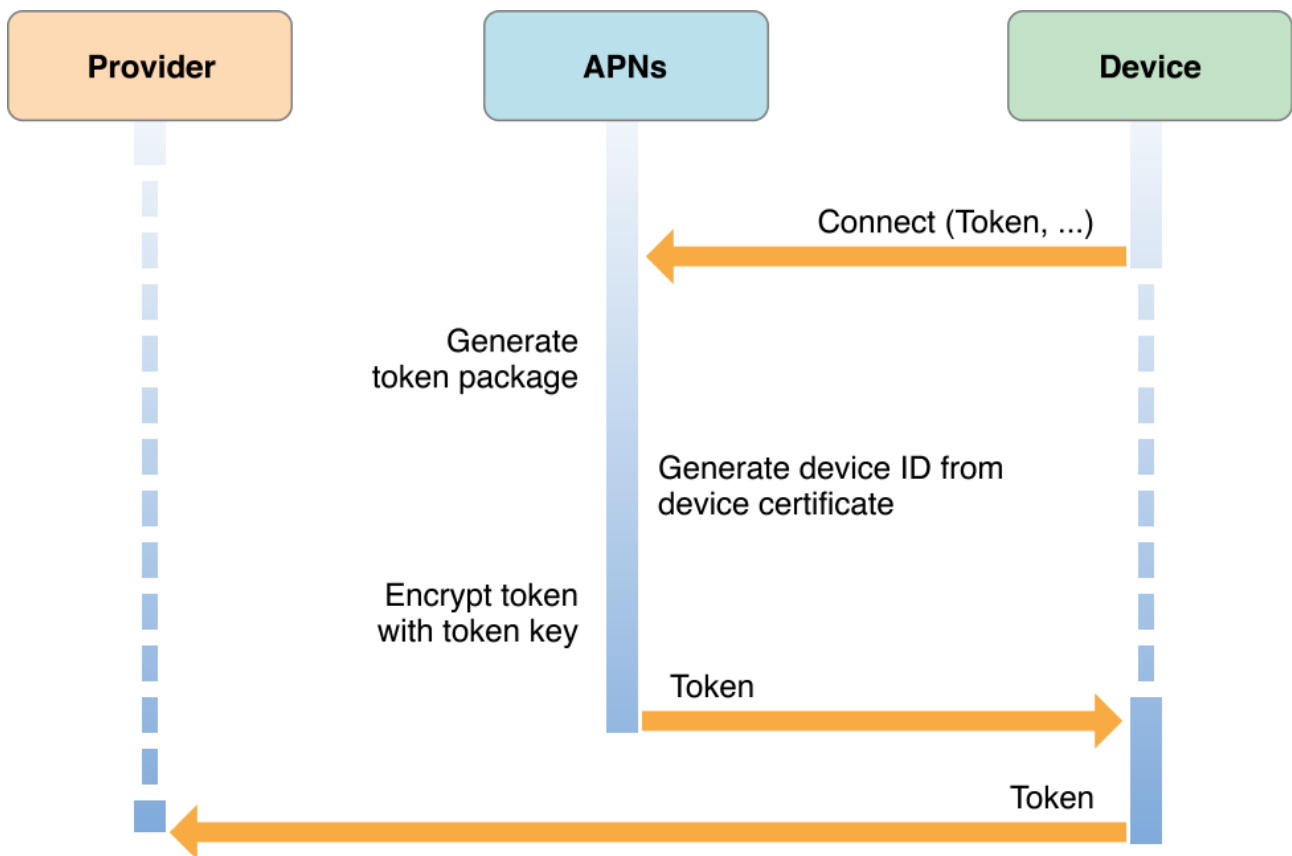 Provider
APNs
Device
Connect (Token, ...)
Generate
token package
Generate device ID from
device certificate
Encrypt token
with token key
Token
Token